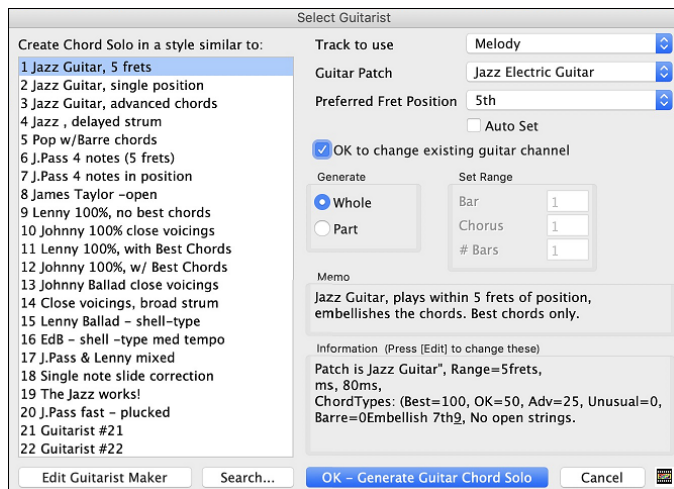 Select Guitarist
Create Chord Solo in a style similar to:
1 Jazz Guitar, 5 frets
2 Jazz Guitar, single position
3 Jazz Guitar, advanced chords
4 Jazz , delayed strum
5 Pop w/Barre chords
6 J.Pass 4 notes (5 frets)
7 J.Pass 4 notes in position
8 James Taylor -open
9 Lenny 100%, no best chords
10 Johnny 100% close voicings
11 Lenny 100%, with Best Chords
12 Johnny 100%, w/ Best Chords
13 Johnny Ballad close voicings
14 Close voicings, broad strum
15 Lenny Ballad - shell-type
16 EdB - shell -type med tempo
17 J.Pass & Lenny mixed
18 Single note slide correction
19 The Jazz works!
20 J.Pass fast - plucked
21 Guitarist #21
22 Guitarist #22
Edit Guitarist Maker
Search...
Track to use
Melody
Guitar Patch
Jazz Electric Guitar
Preferred Fret Position
5th
Auto Set
OK to change existing guitar channel
Generate
Whole
Part
Set Range
Bar
1
Chorus
1
# Bars
1
Memo
Jazz Guitar, plays within 5 frets of position,
embellishes the chords. Best chords only.
Information (Press [Edit] to change these)
Patch is Jazz Guitar", Range=5frets,
ms, 80ms,
ChordTypes: (Best=100, OK=50, Adv=25, Unusual=0,
Barre=0Embellish 7th9, No open strings.
OK - Generate Guitar Chord Solo
Cancel